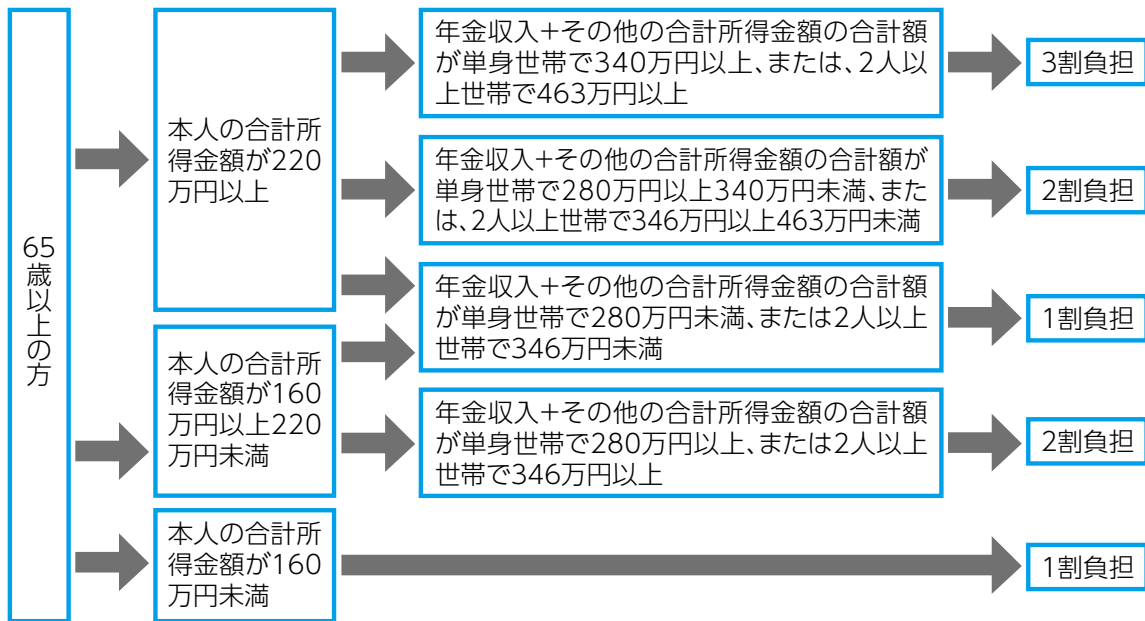 65歳以上の方
本人の合計所
得金額が220
万円以上
年金収入+その他の合計所得金額の合計額
が単身世帯で340万円以上、または、2人以
上世帯で463万円以上
3割負担
年金収入+その他の合計所得金額の合計額が
単身世帯で280万円以上340万円未満、また
は、2人以上世帯で346万円以上463万円未満
2割負担
年金収入+その他の合計所得金額の合計額
が単身世帯で280万円未満、または2人以上
世帯で346万円未満
1割負担
本人の合計所
得金額が160
万円以上220
万円未満
年金収入+その他の合計所得金額の合計額
が単身世帯で280万円以上、または2人以上
世帯で346万円以上
2割負担
本人の合計所
得金額が160
万円未満
1割負担